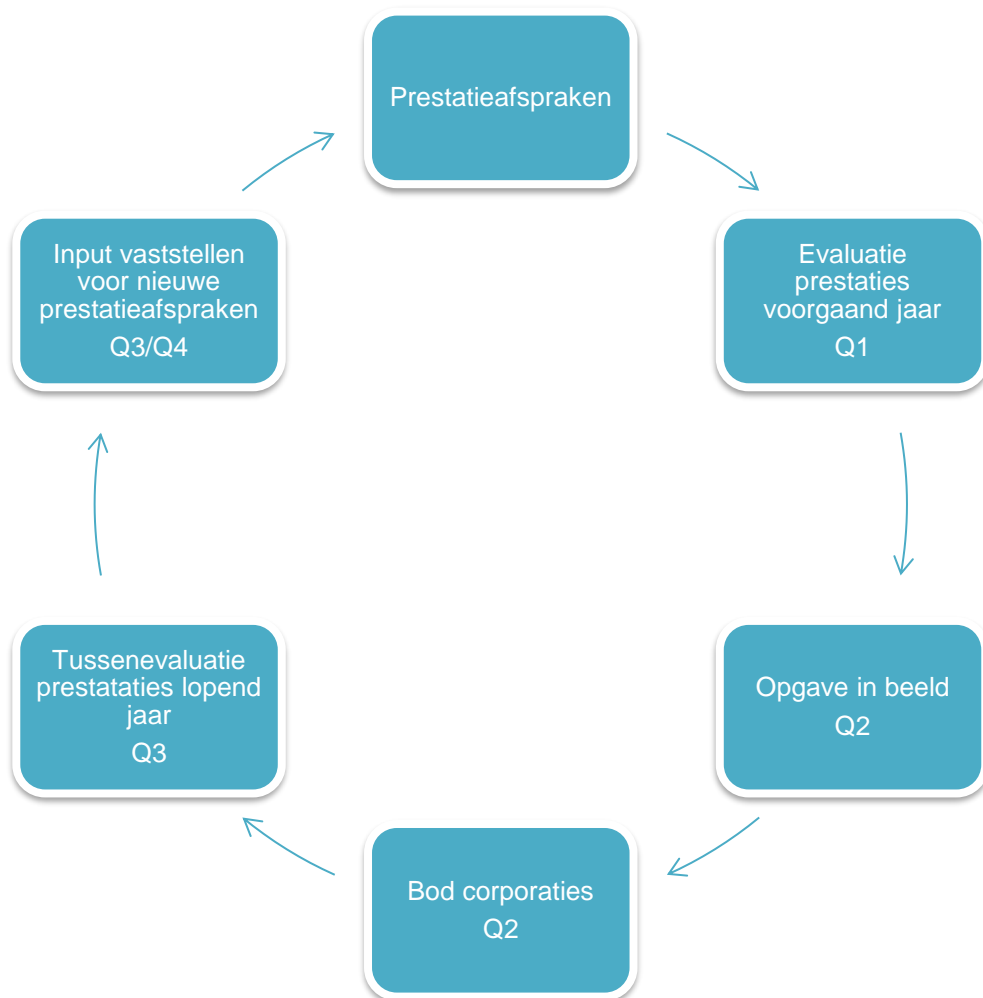 Prestatieafspraken
Evaluatie
prestaties
voorgaand jaar
Q1
Opgave in beeld
Q2
Bod corporaties
Q2
Tussenevaluatie
prestataties lopend
jaar
Q3
Input vaststellen
voor nieuwe
prestatieafspraken
Q3/Q4